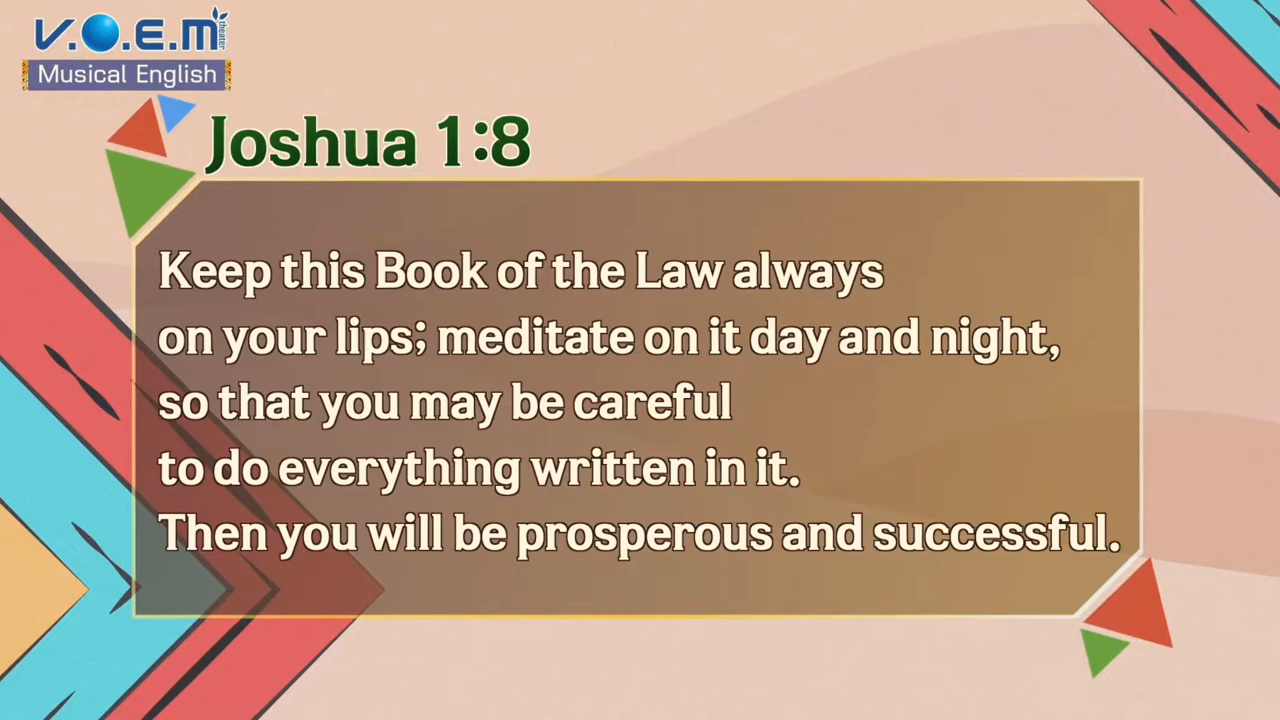 V.O.E.M theater
Musical English
Joshua 1:8
Keep this Book of the Law always
on your lips; meditate on it day and night,
so that you may be careful
to do everything written in it.
Then you will be prosperous and successful.